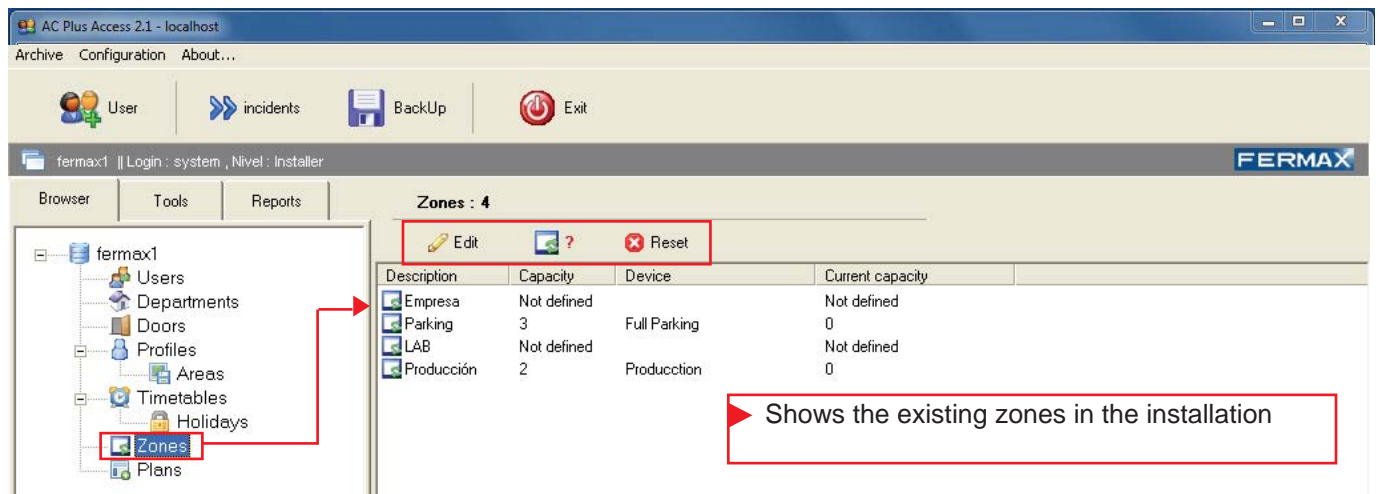 AC Plus Access 2.1 - localhost
Archive Configuration About...
User incidents BackUp Exit
fermax1 || Login : system , Nivel : Installer FERMAX
Browser Tools Reports Zones : 4
Edit ? Reset
fermax1
Users
Departments
Doors
Profiles
Areas
Timetables
Holidays
Zones
Plans
Description Capacity Device Current capacity
Empresa Not defined Not defined
Parking 3 Full Parking 0
LAB Not defined Not defined
Producción 2 Producction 0
Shows the existing zones in the installation